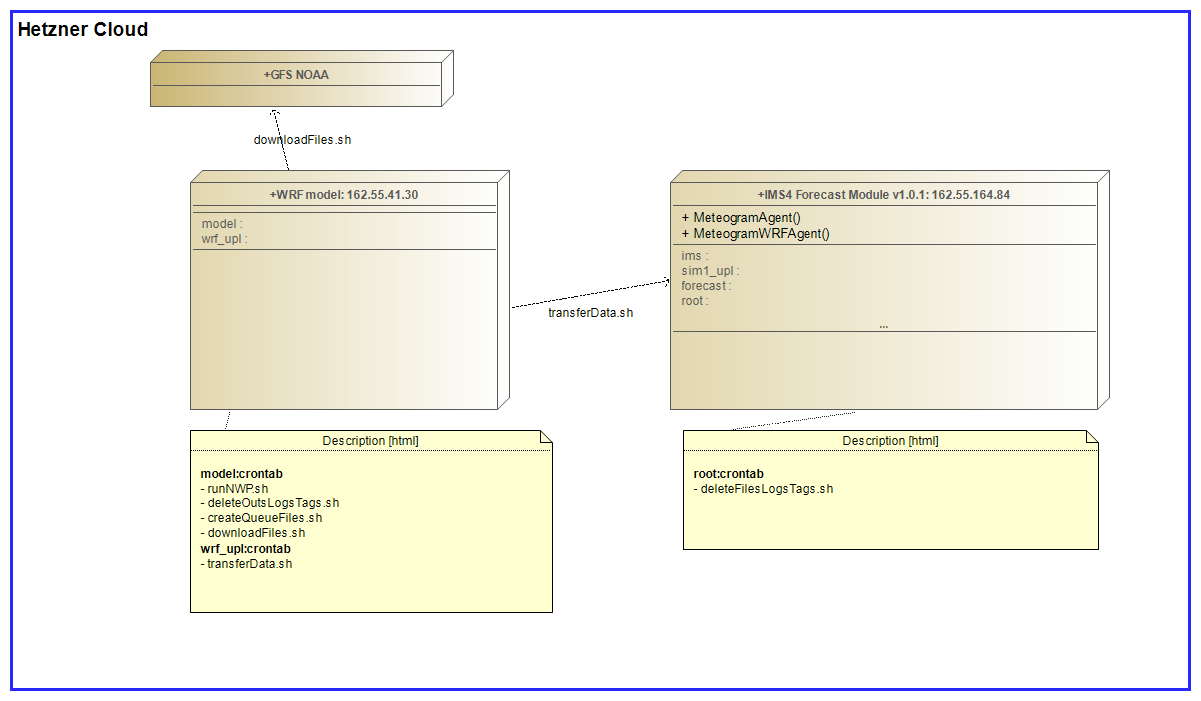 Hetzner Cloud
+GFS NOAA
downloadFiles.sh
+WRF model: 162.55.41.30
model :
wrf_upl :
transferData.sh
+IMS4 Forecast Module v1.0.1: 162.55.164.84
+ MeteogramAgent()
+ MeteogramWRFAgent()
ims :
sim1_upl :
forecast :
root :
...
Description [html]
model:crontab
- runNWP.sh
- deleteOutsLogsTags.sh
- createQueueFiles.sh
- downloadFiles.sh
wrf_upl:crontab
- transferData.sh
Description [html]
root:crontab
- deleteFilesLogsTags.sh